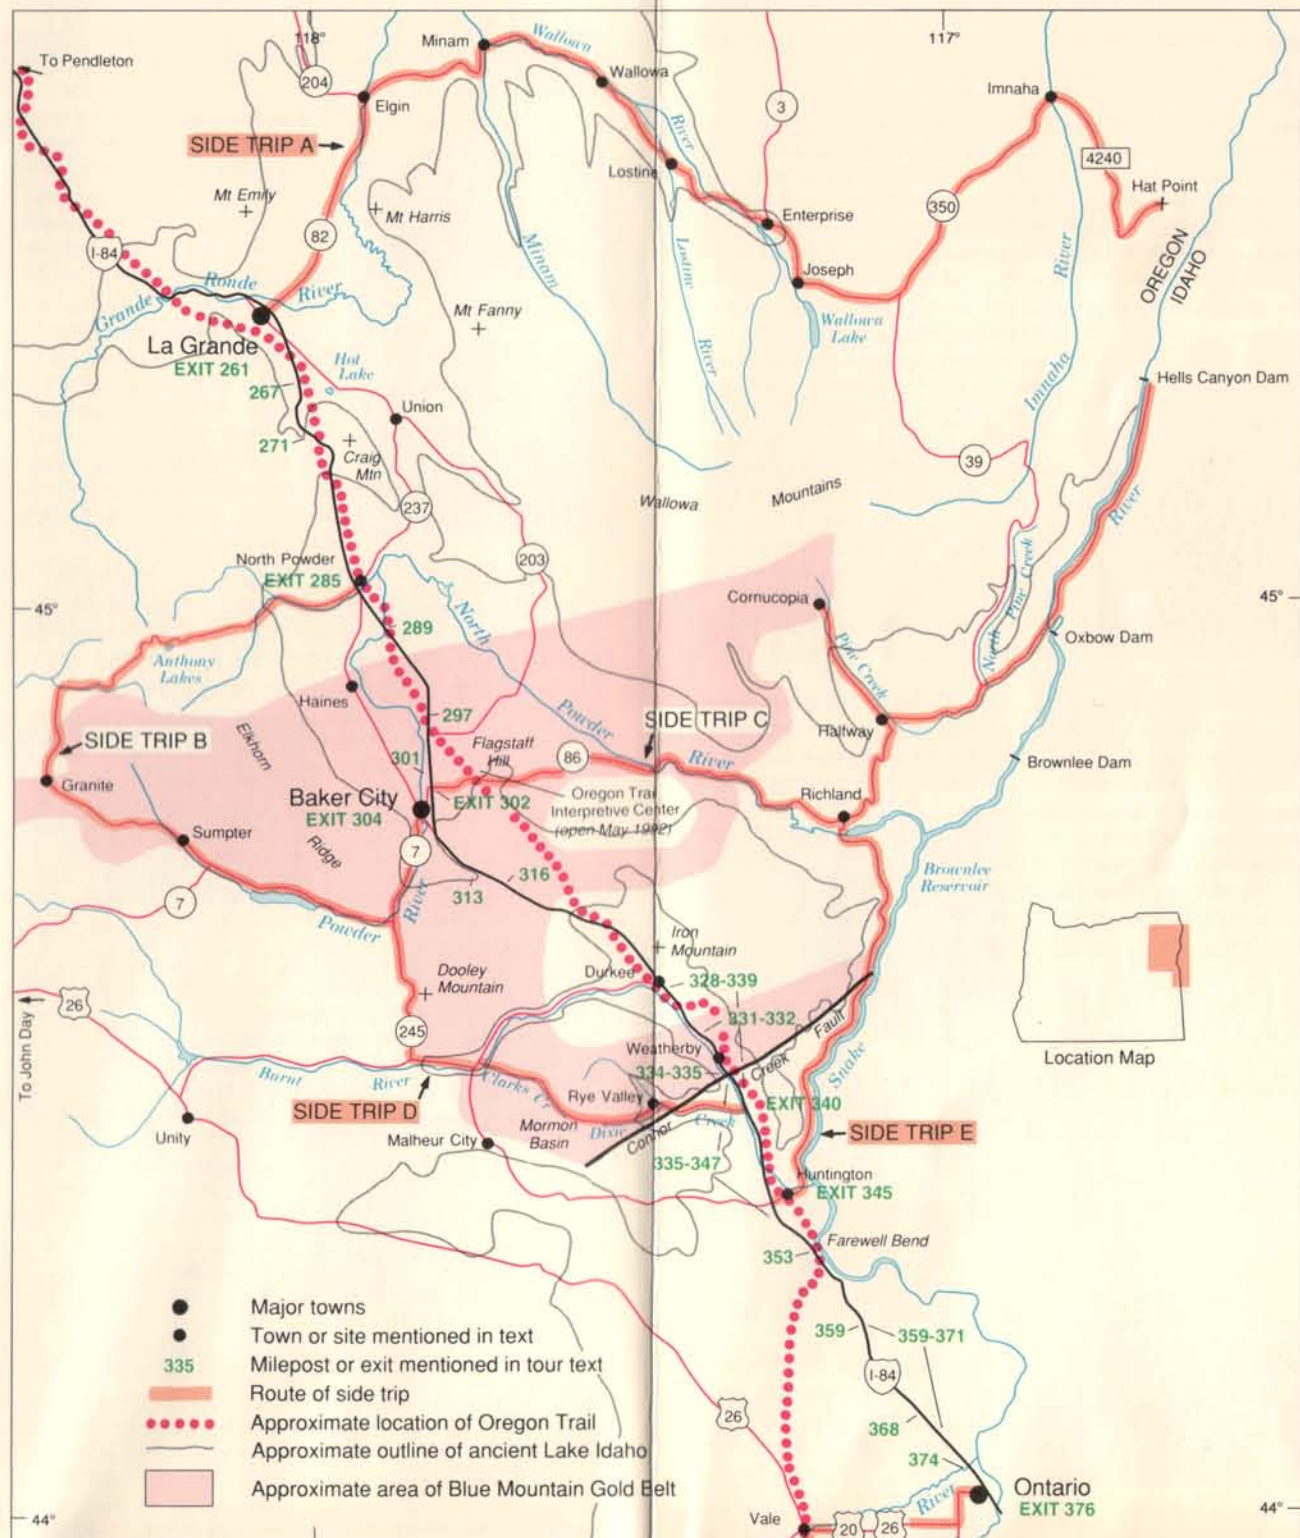 118°
117°
To Pendleton
Minam
Wallowa
204
Wallowa
River
Elgin
3
Imnaha
SIDE TRIP A
4240
Lostine
Hat Point
Mt Emily
Mt Harris
Enterprise
350
82
I-84
Minam
Lostine
River
River
OREGON
IDAHO
Joseph
Grande
Ronde
River
Mt Fanny
Wallowa
Lake
La Grande
EXIT 261
Hot
Lake
267
Imnaha
Hells Canyon Dam
Union
271
Craig
Mtn
39
Wallowa
Mountains
237
River
North Powder
EXIT 285
203
45°
45°
Cornucopia
North Pine Creek
289
North
Oxbow Dam
Pine Creek
Anthony
Lakes
Haines
297
Powder
SIDE TRIP C
Halfway
SIDE TRIP B
Elkhorn
Flagstaff
Hill
301
86
River
Brownlee Dam
Granite
Baker City
EXIT 304
EXIT 302
Oregon Trail
Interpretive Center
(open May 1992)
Richland
Sumpter
Ridge
7
316
313
Brownlee
Reservoir
7
Powder
River
Iron
Mountain
Dooley
Mountain
Durkee
328-339
26
To John Day
331-332
Fault
245
Weatherby
Creek
334-335
Snake
Location Map
Burnt
River
Clarks Cr
Rye Valley
EXIT 340
SIDE TRIP D
Mormon
Basin
Dixie
Creek
Connor
SIDE TRIP E
Unity
Malheur City
335-347
Huntington
EXIT 345
Farewell Bend
353
Major towns
Town or site mentioned in text
335
Milepost or exit mentioned in tour text
Route of side trip
Approximate location of Oregon Trail
Approximate outline of ancient Lake Idaho
Approximate area of Blue Mountain Gold Belt
359
359-371
I-84
26
368
374
Ontario
EXIT 376
River
Vale
20
26
44°
44°